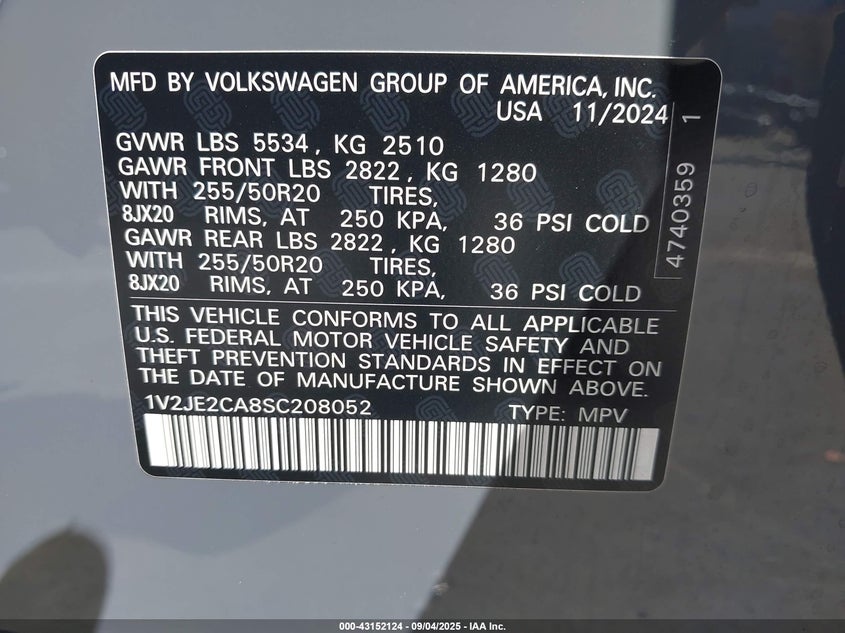 MFD BY VOLKSWAGEN GROUP OF AMERICA, INC.
USA 11/2024
GVWR LBS 5534, KG 2510
GAWR FRONT LBS 2822, KG 1280
WITH 255/50R20 TIRES,
8JX20 RIMS, AT 250 KPA, 36 PSI COLD
GAWR REAR LBS 2822, KG 1280
WITH 255/50R20 TIRES,
8JX20 RIMS, AT 250 KPA, 36 PSI COLD
4740359 1
THIS VEHICLE CONFORMS TO ALL APPLICABLE
U.S. FEDERAL MOTOR VEHICLE SAFETY AND
THEFT PREVENTION STANDARDS IN EFFECT ON
THE DATE OF MANUFACTURE SHOWN ABOVE.
1V2JE2CA8SC208052 TYPE: MPV
000-43152124 - 09/04/2025 - IAA Inc.